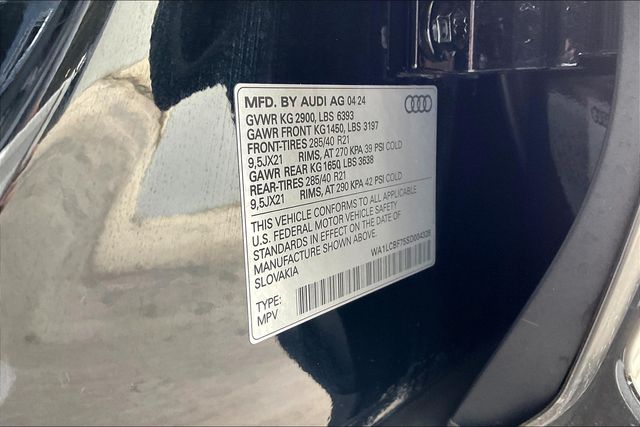 MFD. BY AUDI AG 04 24
GVWR KG 2900, LBS 6393
GAWR FRONT KG1450, LBS 3197
FRONT-TIRES 285/40 R21
9,5JX21 RIMS, AT 270 KPA 39 PSI COLD
GAWR REAR KG 1650, LBS 3638
REAR-TIRES 285/40 R21
9,5JX21 RIMS, AT 290 KPA 42 PSI COLD
THIS VEHICLE CONFORMS TO ALL APPLICABLE
U.S. FEDERAL MOTOR VEHICLE SAFETY
STANDARDS IN EFFECT ON THE DATE OF
MANUFACTURE SHOWN ABOVE.
SLOVAKIA
WA1LCBF75SD004328
TYPE:
MPV